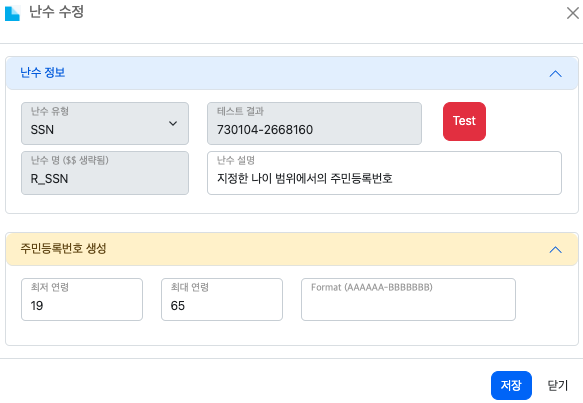 난수 수정
난수 정보
난수 유형
SSN
테스트 결과
730104-2668160
Test
난수 명 ($$ 생략됨)
R_SSN
난수 설명
지정한 나이 범위에서의 주민등록번호
주민등록번호 생성
최저 연령
19
최대 연령
65
Format (AAAAAA-BBBBBBB)
저장
닫기